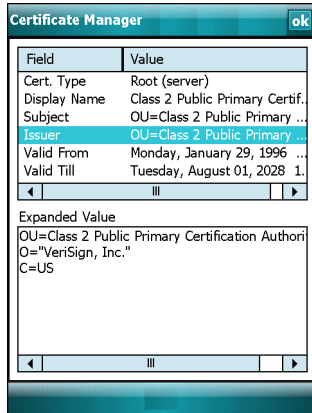 Certificate Manager
ok
Field Value
Cert. Type Root (server)
Display Name Class 2 Public Primary Certif..
Subject OU=Class 2 Public Primary ...
Issuer OU=Class 2 Public Primary ...
Valid From Monday, January 29, 1996 ...
Valid Till Tuesday, August 01, 2028 1.
Expanded Value
OU=Class 2 Public Primary Certification Authori
O="VeriSign, Inc."
C=US